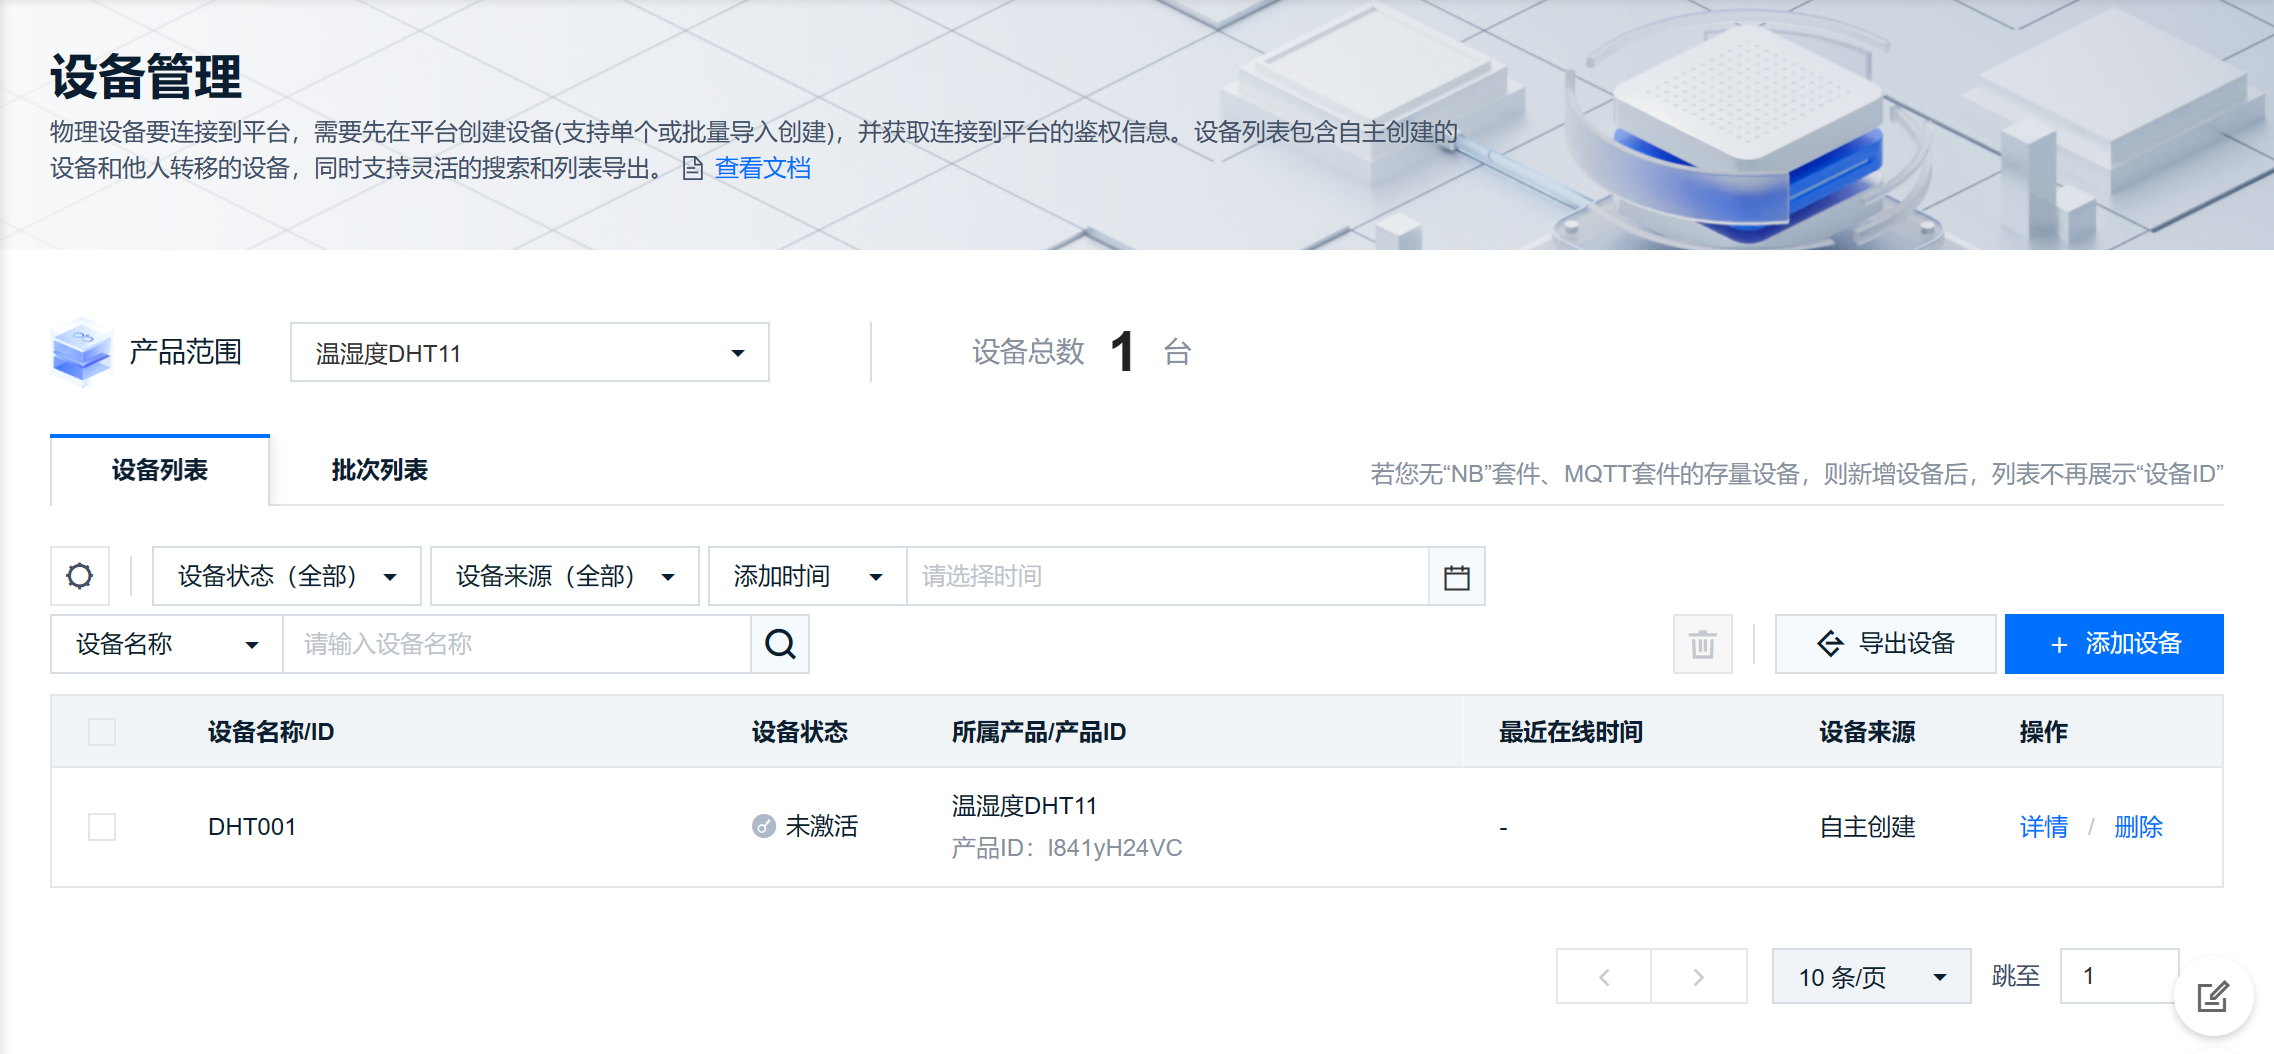 设备管理
物理设备要连接到平台，需要先在平台创建设备(支持单个或批量导入创建)，并获取连接到平台的鉴权信息。设备列表包含自主创建的
设备和他人转移的设备，同时支持灵活的搜索和列表导出。 查看文档
产品范围 温湿度DHT11 设备总数 1 台
设备列表 批次列表 若您无“NB”套件、MQTT套件的存量设备，则新增设备后，列表不再展示“设备ID”
设备状态（全部） 设备来源（全部） 添加时间 请选择时间
设备名称 请输入设备名称 导出设备 + 添加设备
设备名称/ID 设备状态 所属产品/产品ID 最近在线时间 设备来源 操作
DHT001 未激活 温湿度DHT11 - 自主创建 详情 / 删除
产品ID：I841yH24VC
10 条/页 跳至 1